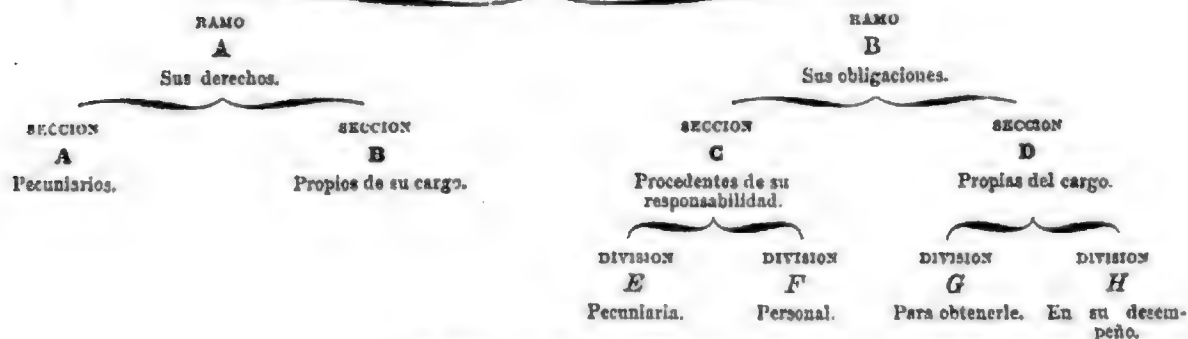 RAMO
A
Sus derechos.
RAMO
B
Sus obligaciones.
SECCION
A
Pecuniarios.
SECCION
B
Propios de su cargo.
SECCION
C
Procedentes de su
responsabilidad.
SECCION
D
Propias del cargo.
DIVISION
E
Pecuniaria.
DIVISION
F
Personal.
DIVISION
G
Para obtenerle.
DIVISION
H
En su desem-
peño.